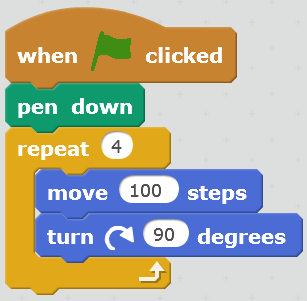 when clicked
pen down
repeat 4
move 100 steps
turn 90 degrees